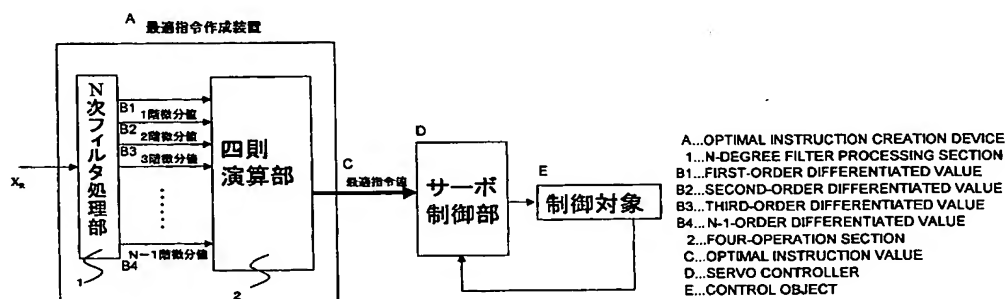 A 最適指令作成装置
N次フィルタ処理部
B1 1階微分値
B2 2階微分値
B3 3階微分値
N-1階微分値
B4
四則
演算部
C
最適指令値
D
サーボ
制御部
E
制御対象
XR
1
2
A...OPTIMAL INSTRUCTION CREATION DEVICE
1...N-DEGREE FILTER PROCESSING SECTION
B1...FIRST-ORDER DIFFERENTIATED VALUE
B2...SECOND-ORDER DIFFERENTIATED VALUE
B3...THIRD-ORDER DIFFERENTIATED VALUE
B4...N-1-ORDER DIFFERENTIATED VALUE
2...FOUR-OPERATION SECTION
C...OPTIMAL INSTRUCTION VALUE
D...SERVO CONTROLLER
E...CONTROL OBJECT